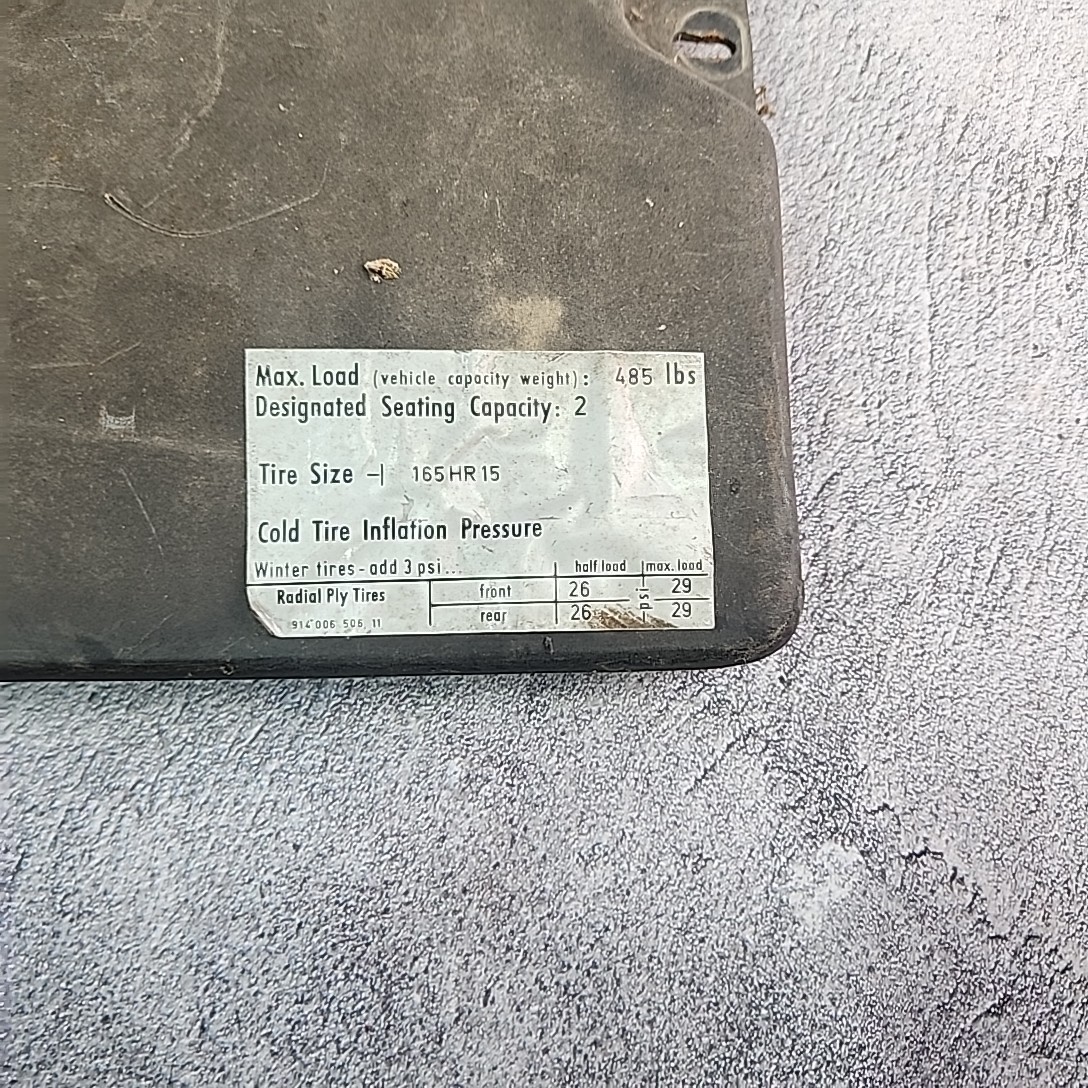 Max. Load (vehicle capacity weight): 485 lbs
Designated Seating Capacity: 2
Tire Size - 165 HR 15
Cold Tire Inflation Pressure
Winter tires - add 3 psi... half load max. load
Radial Ply Tires front 26 psi 29
rear 26 29
914 006 506 11